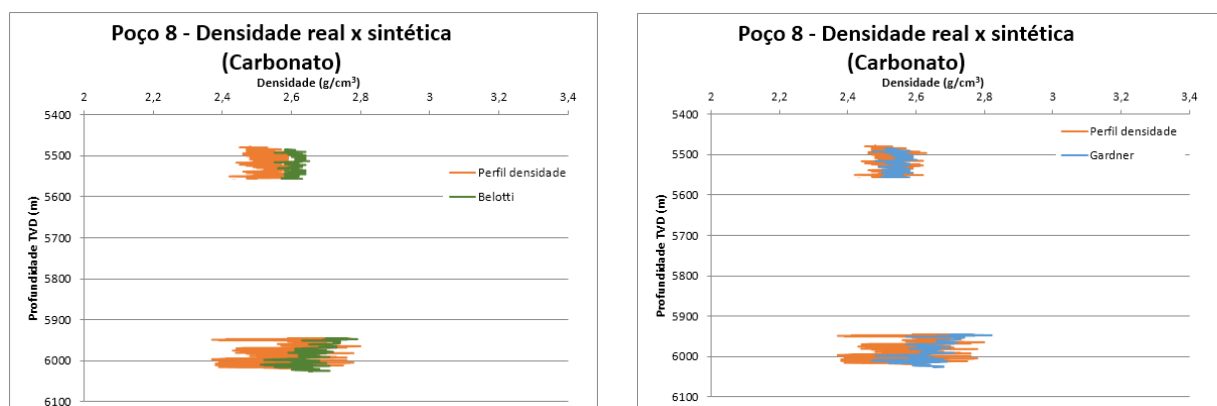 Poço 8 - Densidade real x sintética
(Carbonato)
Densidade (g/cm³)
2 2,2 2,4 2,6 2,8 3 3,2 3,4
Profundidade TVD (m)
5400
5500
5600
5700
5800
5900
6000
6100
Perfil densidade
Belotti
Poço 8 - Densidade real x sintética
(Carbonato)
Densidade (g/cm³)
2 2,2 2,4 2,6 2,8 3 3,2 3,4
Profundidade TVD (m)
5400
5500
5600
5700
5800
5900
6000
6100
Perfil densidade
Gardner